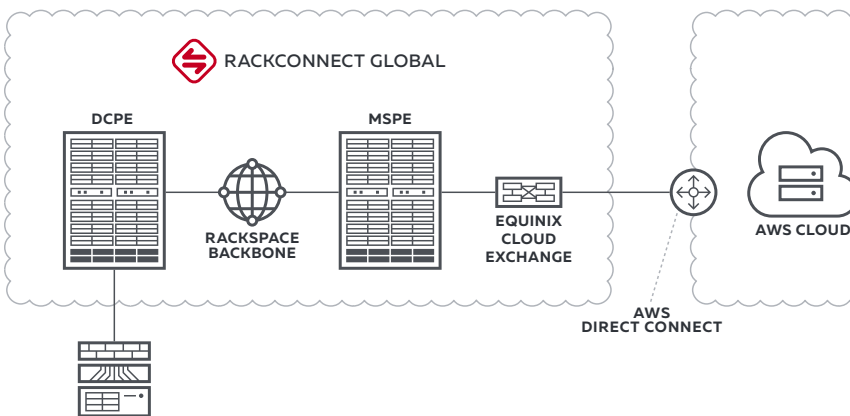 RACKCONNECT GLOBAL
DCPE
MSPE
RACKSPACE
BACKBONE
EQUINIX
CLOUD
EXCHANGE
AWS CLOUD
AWS
DIRECT CONNECT